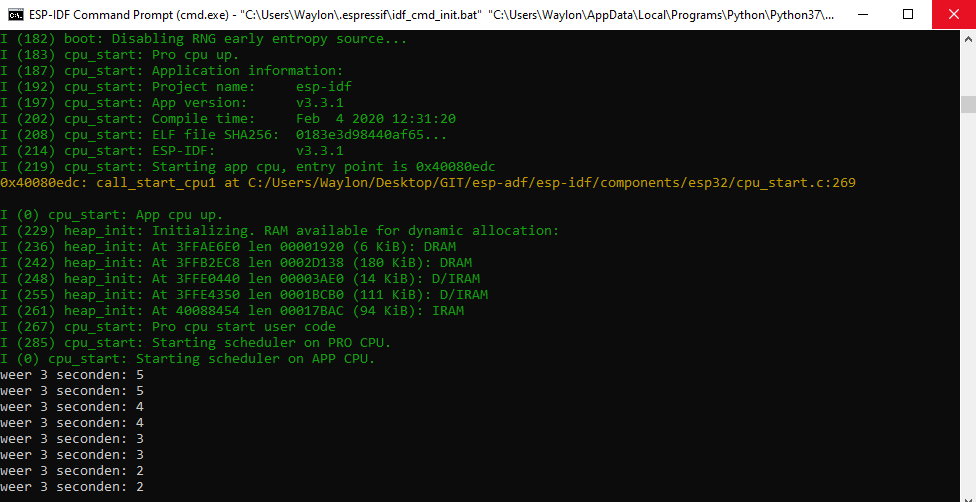 ESP-IDF Command Prompt (cmd.exe) - "C:\Users\Waylon\.espressif\idf_cmd_init.bat" "C:\Users\Waylon\AppData\Local\Programs\Python\Python37\...
I (182) boot: Disabling RNG early entropy source...
I (183) cpu_start: Pro cpu up.
I (187) cpu_start: Application information:
I (192) cpu_start: Project name:     esp-idf
I (197) cpu_start: App version:      v3.3.1
I (202) cpu_start: Compile time:     Feb  4 2020 12:31:20
I (208) cpu_start: ELF file SHA256:  0183e3d98440af65...
I (214) cpu_start: ESP-IDF:          v3.3.1
I (219) cpu_start: Starting app cpu, entry point is 0x40080edc
0x40080edc: call_start_cpu1 at C:/Users/Waylon/Desktop/GIT/esp-adf/esp-idf/components/esp32/cpu_start.c:269
I (0) cpu_start: App cpu up.
I (229) heap_init: Initializing. RAM available for dynamic allocation:
I (236) heap_init: At 3FFAE6E0 len 00001920 (6 KiB): DRAM
I (242) heap_init: At 3FFB2EC8 len 0002D138 (180 KiB): DRAM
I (248) heap_init: At 3FFE0440 len 00003AE0 (14 KiB): D/IRAM
I (255) heap_init: At 3FFE4350 len 0001BCB0 (111 KiB): D/IRAM
I (261) heap_init: At 40088454 len 00017BAC (94 KiB): IRAM
I (267) cpu_start: Pro cpu start user code
I (285) cpu_start: Starting scheduler on PRO CPU.
I (0) cpu_start: Starting scheduler on APP CPU.
weer 3 seconden: 5
weer 3 seconden: 5
weer 3 seconden: 4
weer 3 seconden: 4
weer 3 seconden: 3
weer 3 seconden: 3
weer 3 seconden: 2
weer 3 seconden: 2